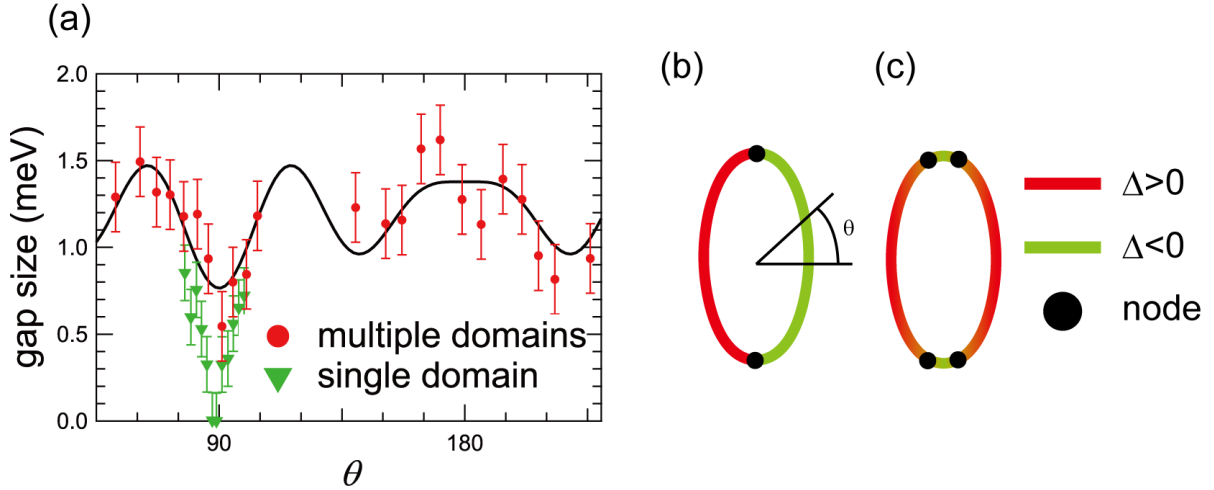 (a)
2.0
1.5
1.0
0.5
0.0
gap size (meV)
multiple domains
single domain
90
180
θ
(b)
θ
(c)
Δ>0
Δ<0
node